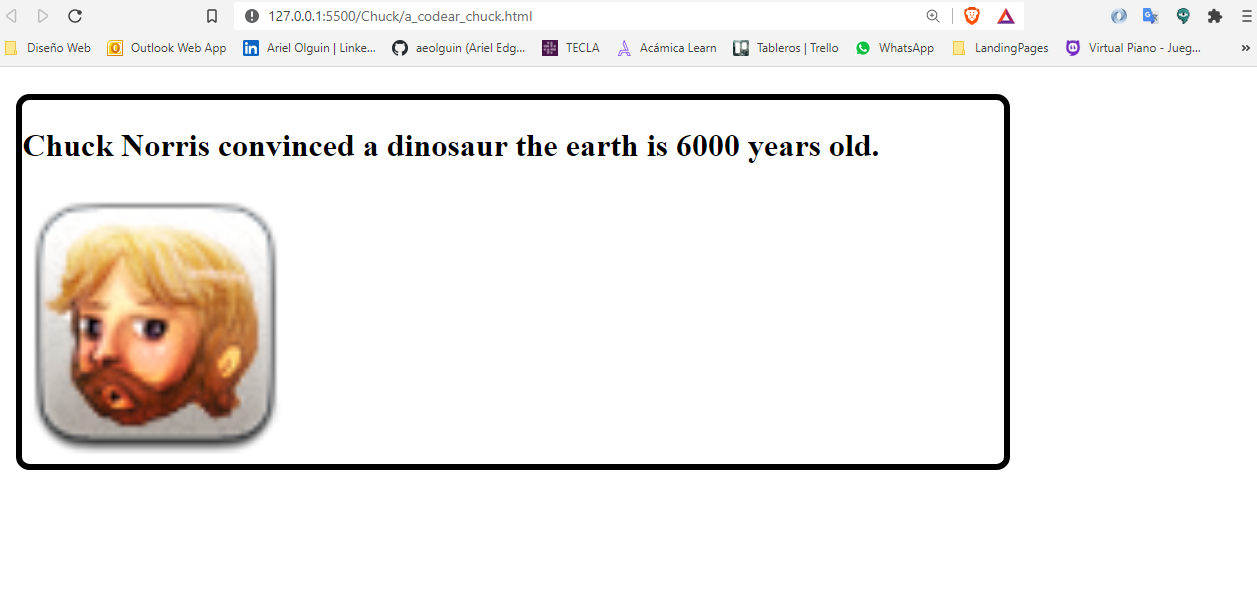 127.0.0.1:5500/Chuck/a_codear_chuck.html
Diseño Web Outlook Web App Ariel Olguin | Linke... aeolguin (Ariel Edg... TECLA Acámica Learn Tableros | Trello WhatsApp LandingPages Virtual Piano - Jueg... »
Chuck Norris convinced a dinosaur the earth is 6000 years old.